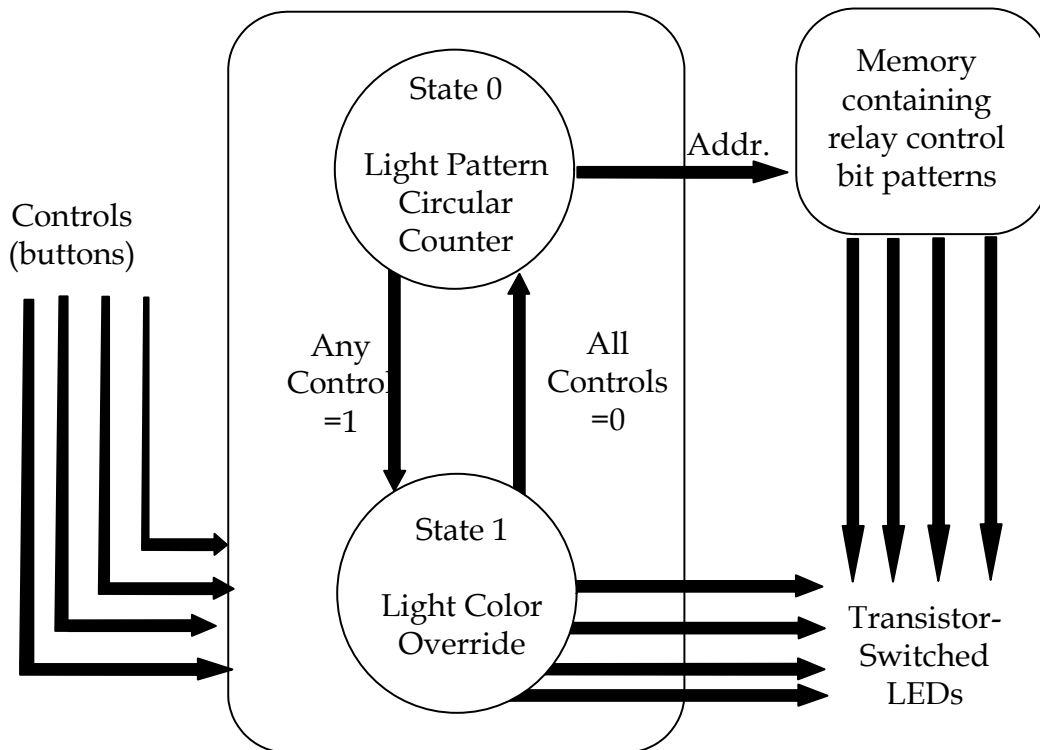 Controls
(buttons)
State 0
Light Pattern
Circular
Counter
Any
Control
=1
All
Controls
=0
State 1
Light Color
Override
Addr.
Memory
containing
relay control
bit patterns
Transistor-
Switched
LEDs